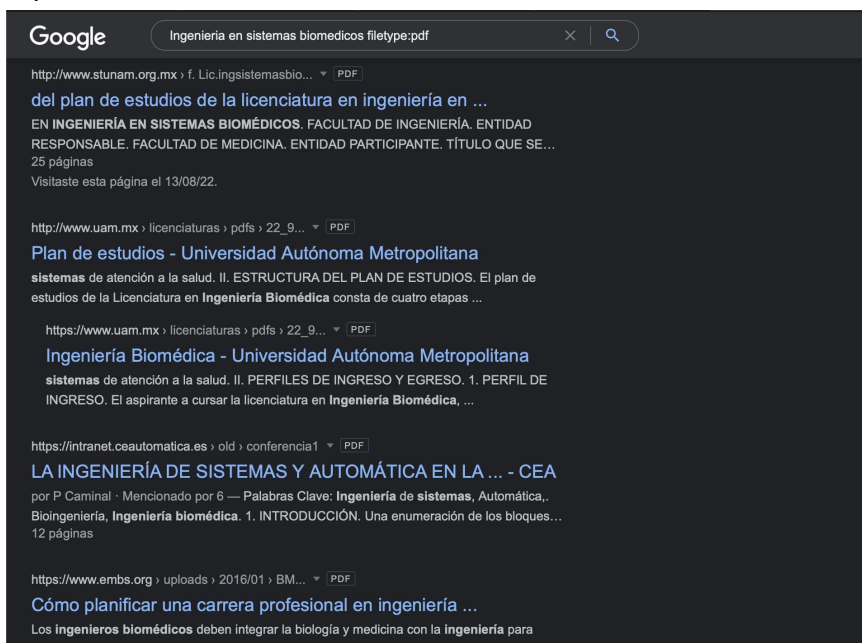 Google
Ingenieria en sistemas biomedicos filetype:pdf
http://www.stunam.org.mx › f. Lic.ingsistemasbio... PDF
del plan de estudios de la licenciatura en ingeniería en ...
EN INGENIERÍA EN SISTEMAS BIOMÉDICOS. FACULTAD DE INGENIERÍA. ENTIDAD
RESPONSABLE. FACULTAD DE MEDICINA. ENTIDAD PARTICIPANTE. TÍTULO QUE SE...
25 páginas
Visitaste esta página el 13/08/22.
http://www.uam.mx › licenciaturas › pdfs › 22_9... PDF
Plan de estudios - Universidad Autónoma Metropolitana
sistemas de atención a la salud. II. ESTRUCTURA DEL PLAN DE ESTUDIOS. El plan de
estudios de la Licenciatura en Ingeniería Biomédica consta de cuatro etapas ...
https://www.uam.mx › licenciaturas › pdfs › 22_9... PDF
Ingeniería Biomédica - Universidad Autónoma Metropolitana
sistemas de atención a la salud. II. PERFILES DE INGRESO Y EGRESO. 1. PERFIL DE
INGRESO. El aspirante a cursar la licenciatura en Ingeniería Biomédica, ...
https://intranet.ceautomatica.es › old › conferencia1 PDF
LA INGENIERÍA DE SISTEMAS Y AUTOMÁTICA EN LA ... - CEA
por P Caminal · Mencionado por 6 — Palabras Clave: Ingeniería de sistemas, Automática,.
Bioingeniería, Ingeniería biomédica. 1. INTRODUCCIÓN. Una enumeración de los bloques...
12 páginas
https://www.embs.org › uploads › 2016/01 › BM... PDF
Cómo planificar una carrera profesional en ingeniería ...
Los ingenieros biomédicos deben integrar la biología y medicina con la ingeniería para